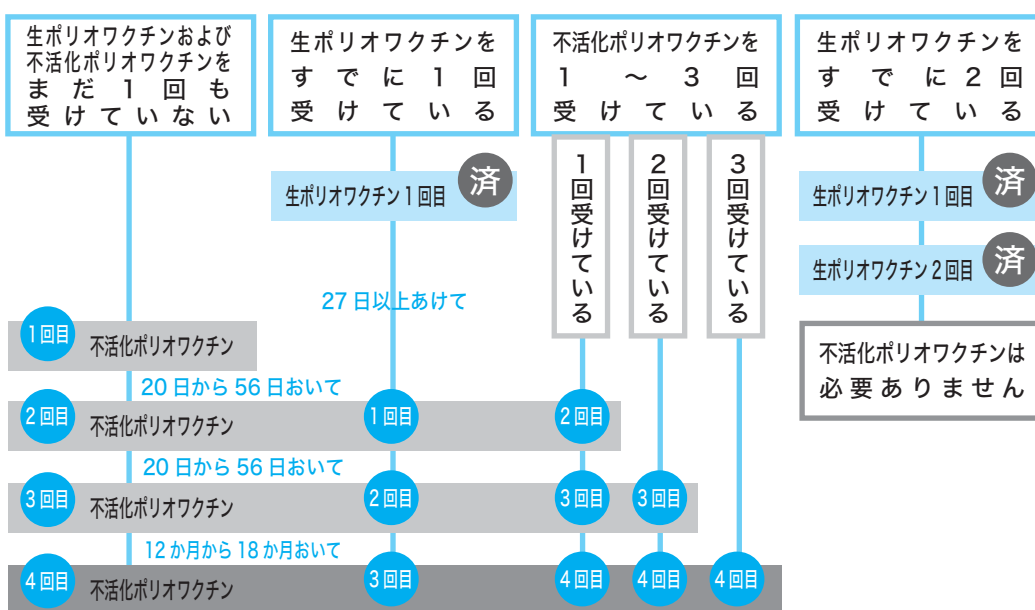 生ポリオワクチンおよび
不活化ポリオワクチンを
まだ1回も
受けていない
生ポリオワクチンを
すでに1回
受けている
不活化ポリオワクチンを
1～3回
受けている
生ポリオワクチンを
すでに2回
受けている
生ポリオワクチン1回目
済
1回受けている
2回受けている
3回受けている
生ポリオワクチン1回目
済
生ポリオワクチン2回目
済
27日以上あけて
不活化ポリオワクチンは
必要ありません
1回目
不活化ポリオワクチン
20日から56日おいて
2回目
不活化ポリオワクチン
1回目
2回目
20日から56日おいて
3回目
不活化ポリオワクチン
2回目
3回目
3回目
12か月から18か月おいて
4回目
不活化ポリオワクチン
3回目
4回目
4回目
4回目